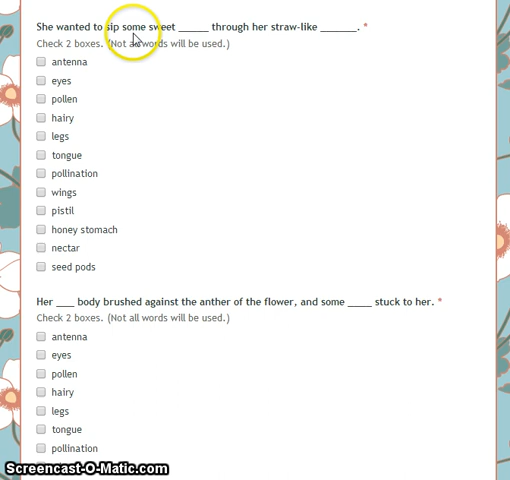 She wanted to sip some sweet _____ through her straw-like ______. *
Check 2 boxes. (Not all words will be used.)
antenna
eyes
pollen
hairy
legs
tongue
pollination
wings
pistil
honey stomach
nectar
seed pods
Her ___ body brushed against the anther of the flower, and some ____ stuck to her. *
Check 2 boxes. (Not all words will be used.)
antenna
eyes
pollen
hairy
legs
tongue
pollination
Screencast-O-Matic.com